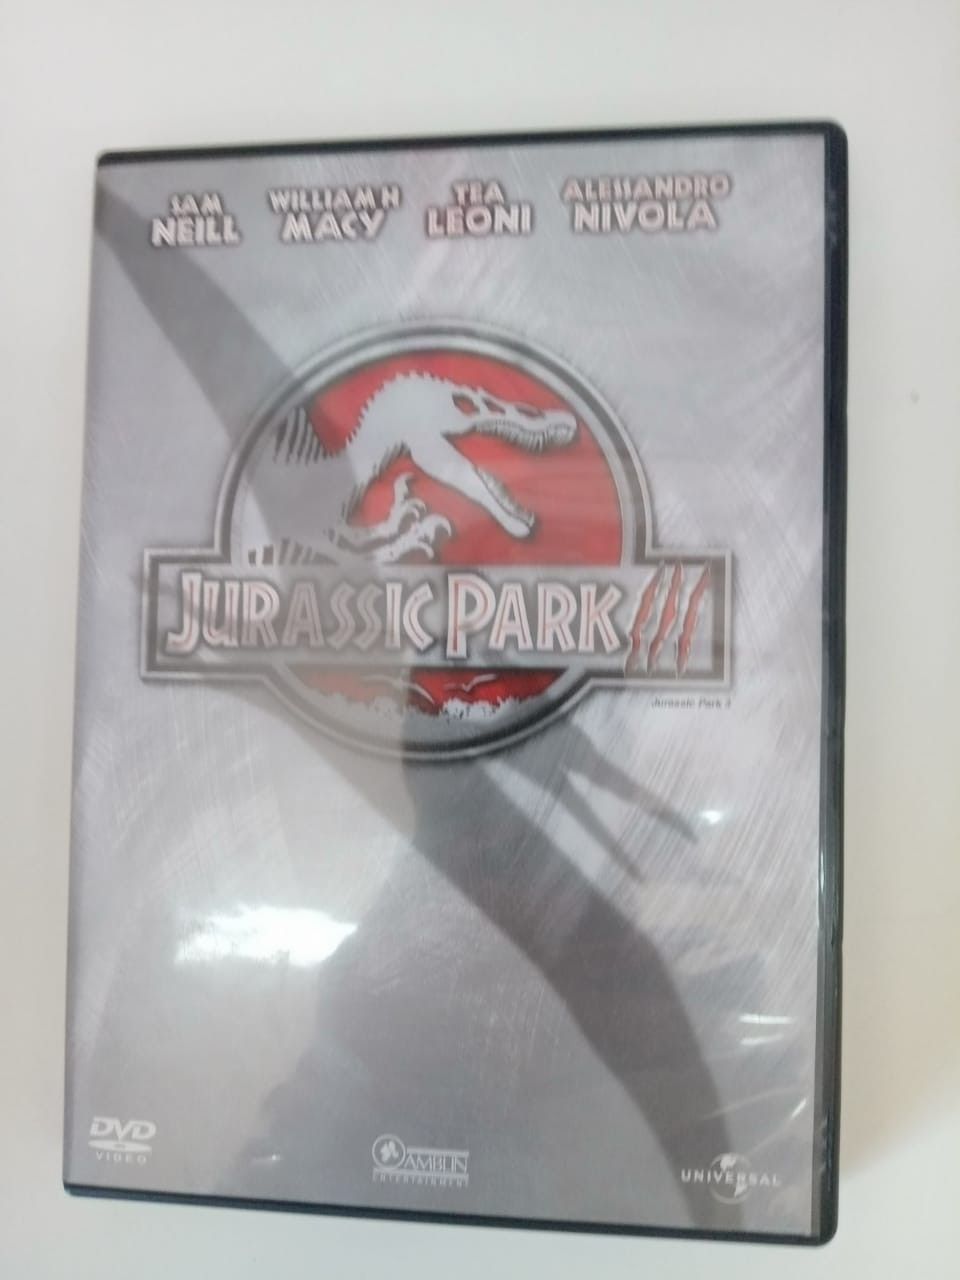 SAM NEILL
WILLIAM H MACY
TEA LEONI
ALESSANDRO NIVOLA
JURASSIC PARK III
Jurassic Park 3
DVD
VIDEO
AMBLIN
ENTERTAINMENT
UNIVERSAL